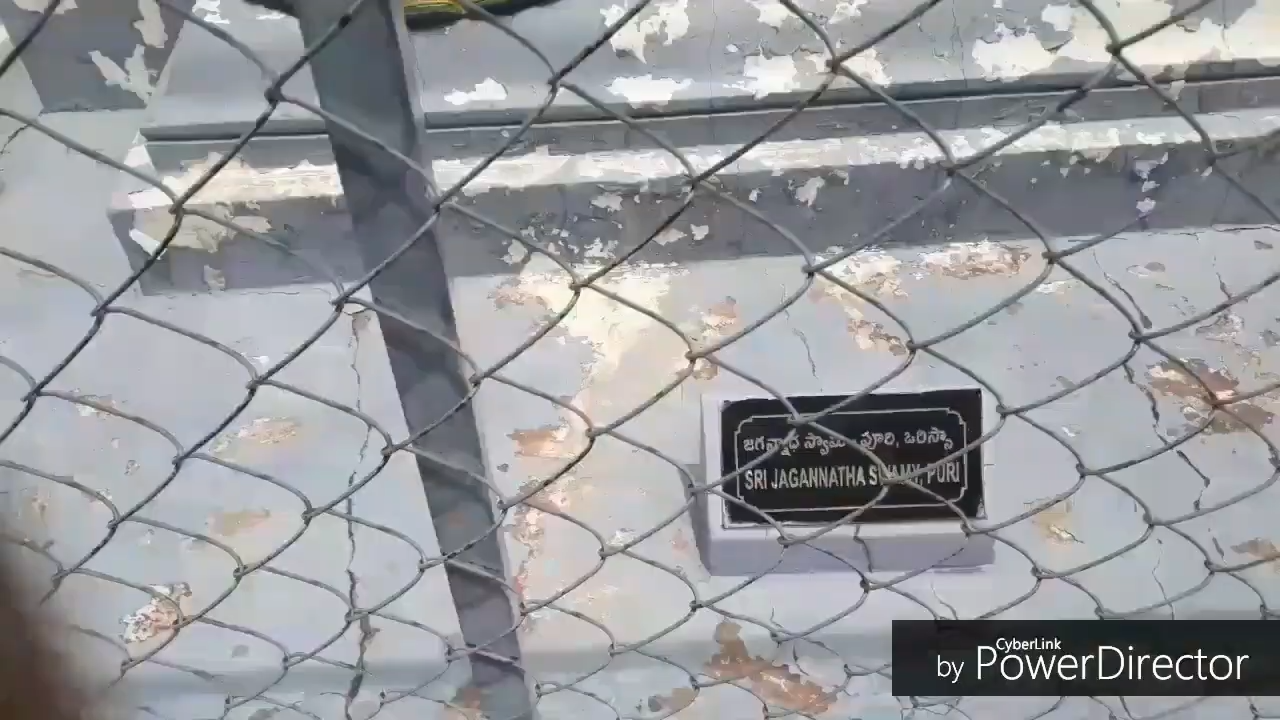 జగన్నాధ స్వామి, పూరి, ఒరిస్సా
SRI JAGANNATHA SWAMY, PURI
CyberLink
by PowerDirector